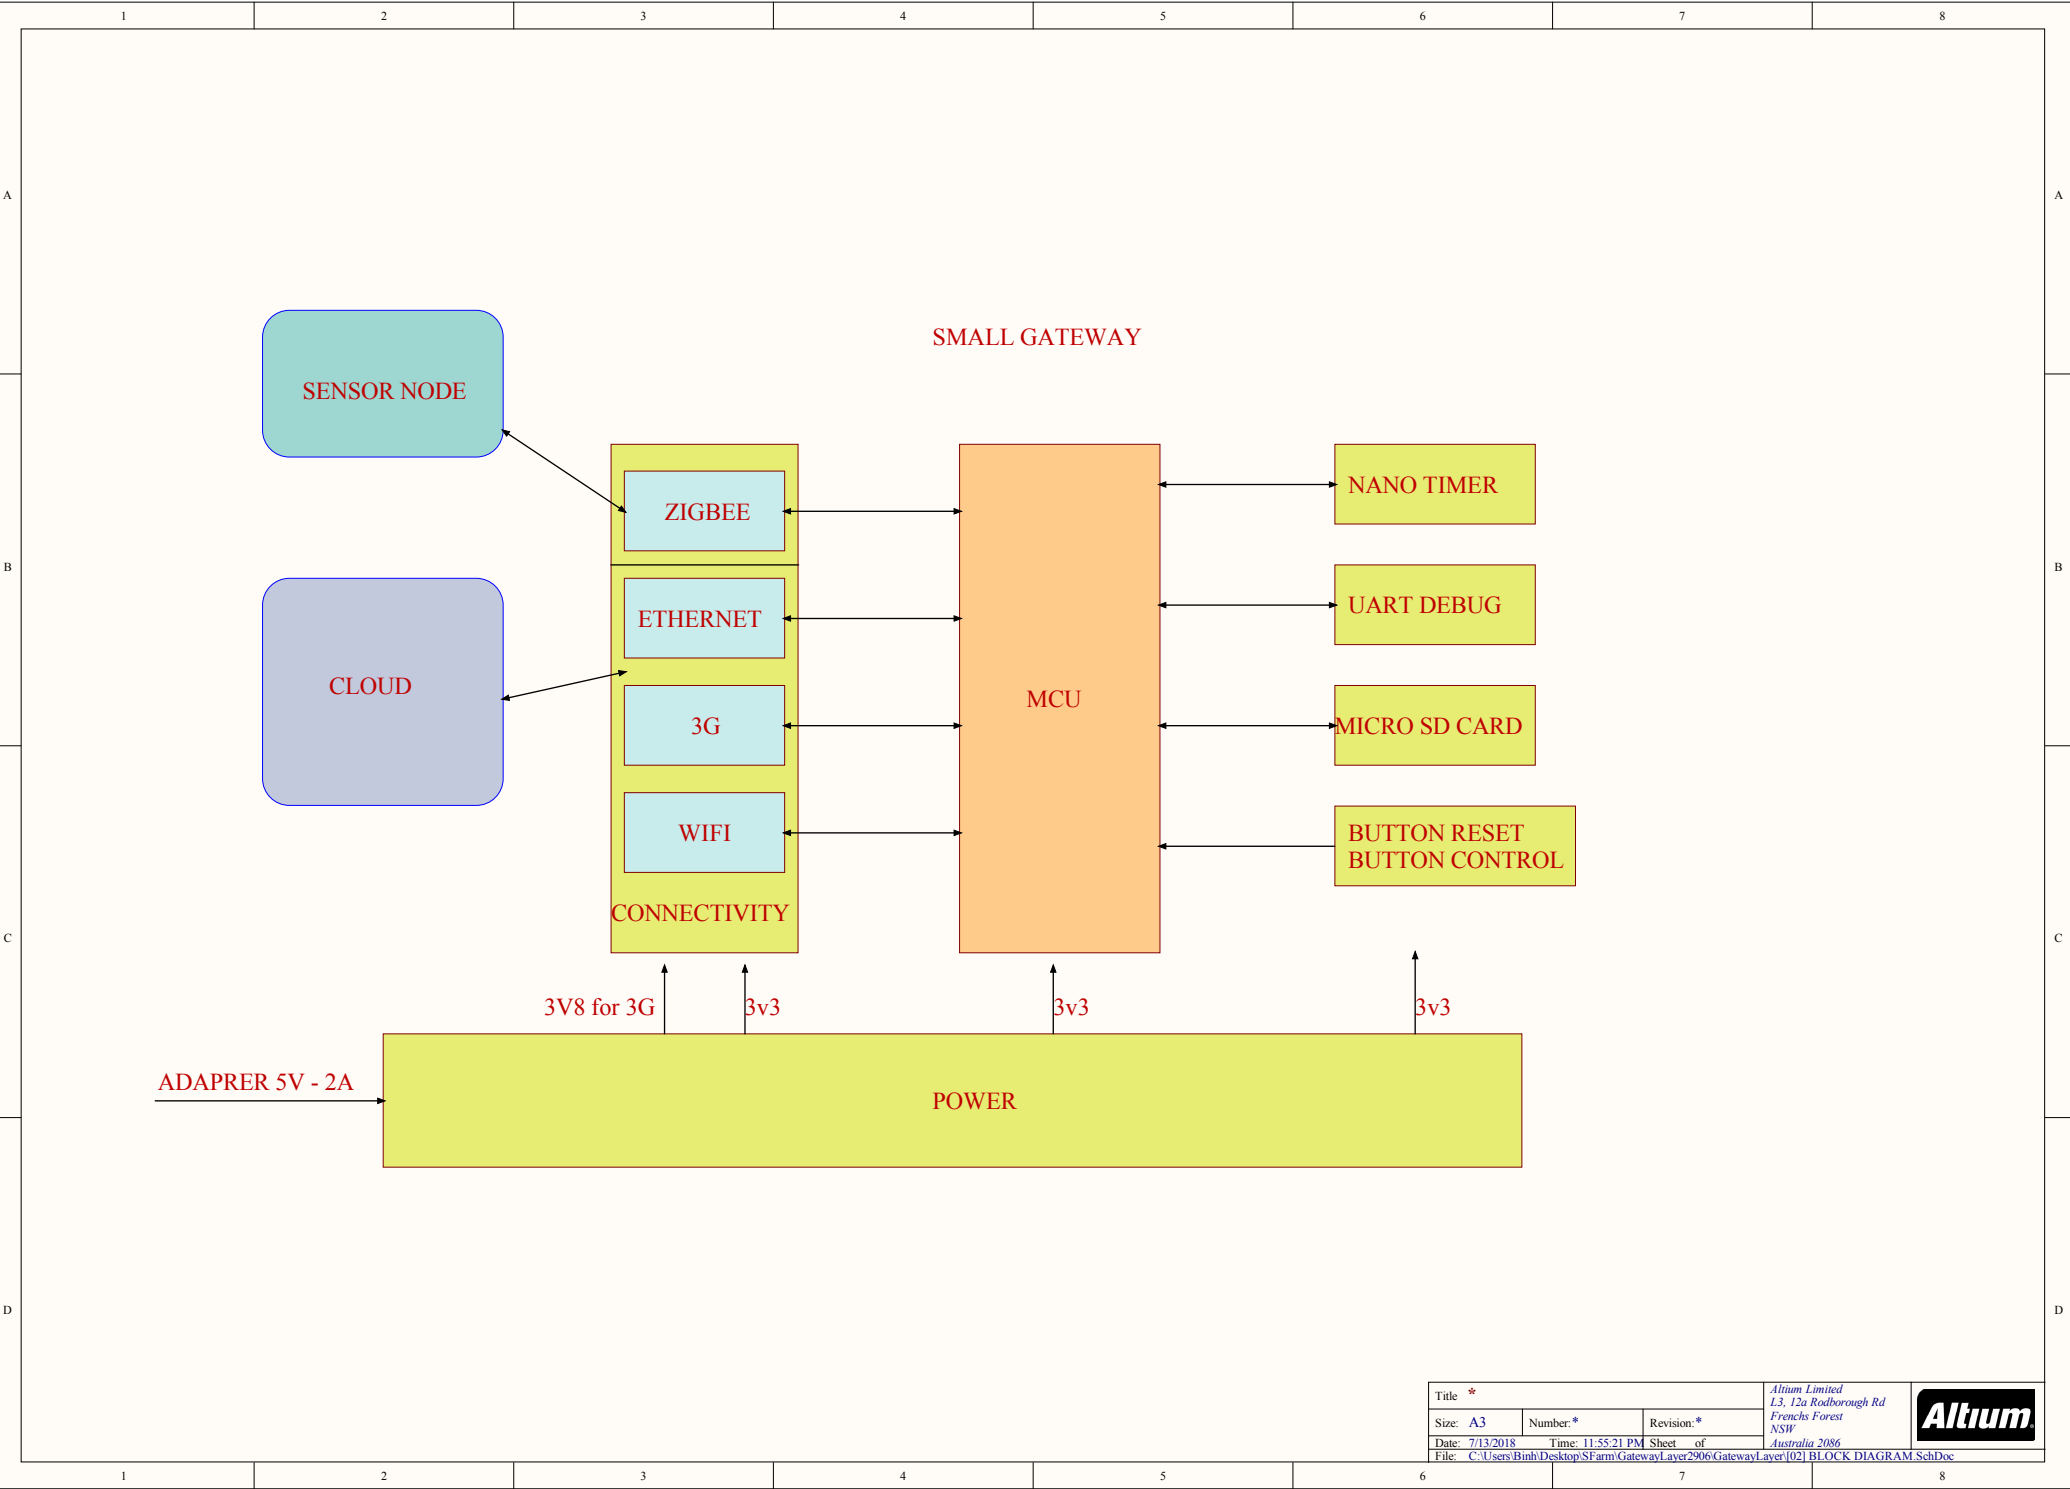 1 2 3 4 5 6 7 8
A A
SMALL GATEWAY
SENSOR NODE
ZIGBEE
NANO TIMER
B B
ETHERNET
UART DEBUG
CLOUD
MCU
3G
MICRO SD CARD
WIFI
BUTTON RESET
BUTTON CONTROL
CONNECTIVITY
C C
3V8 for 3G
3v3
3v3
3v3
ADAPRER 5V - 2A
POWER
D D
Title *
Size: A3 Number:* Revision:*
Date: 7/13/2018 Time: 11:55:21 PM Sheet of
File: C:\Users\Binh\Desktop\SFarm\GatewayLayer2906\GatewayLayer\[02] BLOCK DIAGRAM.SchDoc
Altium Limited
L3, 12a Rodborough Rd
Frenchs Forest
NSW
Australia 2086
Altium
1 2 3 4 5 6 7 8